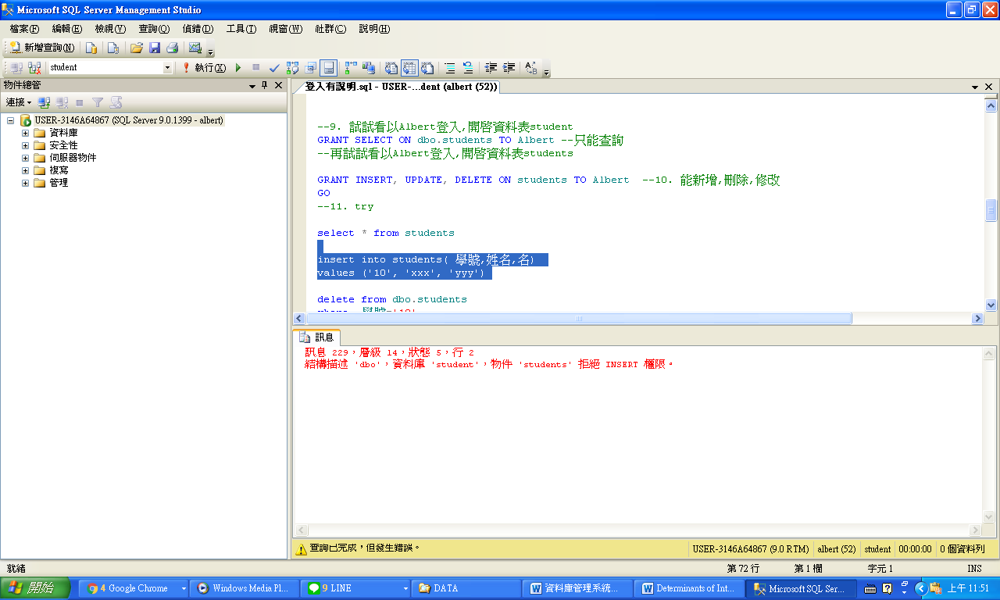 Microsoft SQL Server Management Studio
檔案(F) 編輯(E) 檢視(V) 查詢(Q) 偵錯(D) 工具(T) 視窗(W) 社群(C) 說明(H)
新增查詢(N)
student 執行(X)
物件總管
登入有說明.sql - USER-...dent (albert (52))
連接
USER-3146A64867 (SQL Server 9.0.1399 - albert)
資料庫
安全性
伺服器物件
複寫
管理
--9. 試試看以Albert登入,開啓資料表student
GRANT SELECT ON dbo.students TO Albert --只能查詢
--再試試看以Albert登入,開啓資料表students
GRANT INSERT, UPDATE, DELETE ON students TO Albert --10. 能新增,刪除,修改
GO
--11. try
select * from students
insert into students( 學號,姓名,名)
values ('10', 'xxx', 'yyy')
delete from dbo.students
where 學號='10'
訊息
訊息 229，層級 14，狀態 5，行 2
結構描述 'dbo'，資料庫 'student'，物件 'students' 拒絕 INSERT 權限。
查詢已完成，但發生錯誤。
USER-3146A64867 (9.0 RTM) albert (52) student 00:00:00 0 個資料列
就緒 第 72 行 第 1 欄 字元 1 INS
開始 4 Google Chrome Windows Media Pl... 9 LINE DATA 資料庫管理系統... Determinants of Int... Microsoft SQL Ser... 上午 11:51